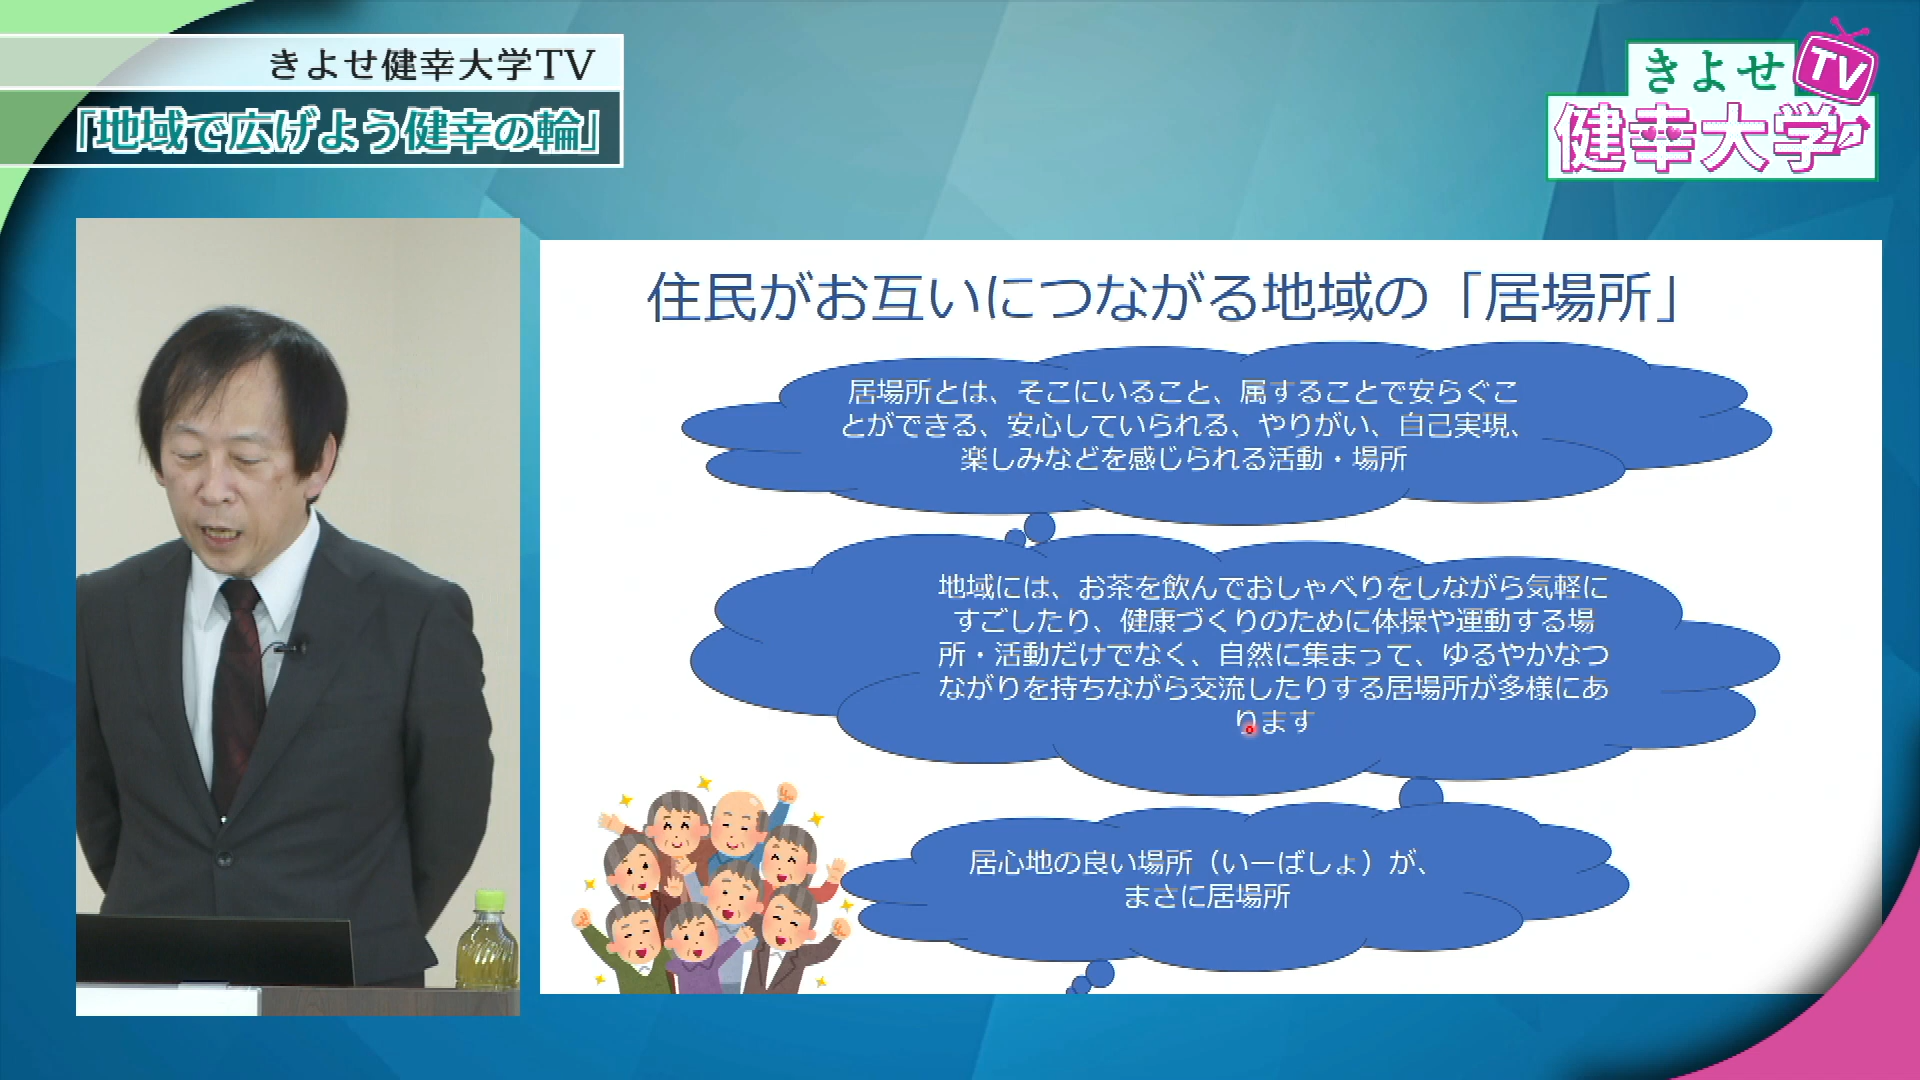 きよせ健幸大学TV
「地域で広げよう健幸の輪」
きよせ
TV
健幸大学
住民がお互いにつながる地域の「居場所」
居場所とは、そこにいること、属することで安らぐこ
とができる、安心していられる、やりがい、自己実現、
楽しみなどを感じられる活動・場所
地域には、お茶を飲んでおしゃべりをしながら気軽に
すごしたり、健康づくりのために体操や運動する場
所・活動だけでなく、自然に集まって、ゆるやかなつ
ながりを持ちながら交流したりする居場所が多様にあ
ります
居心地の良い場所（いーばしょ）が、
まさに居場所